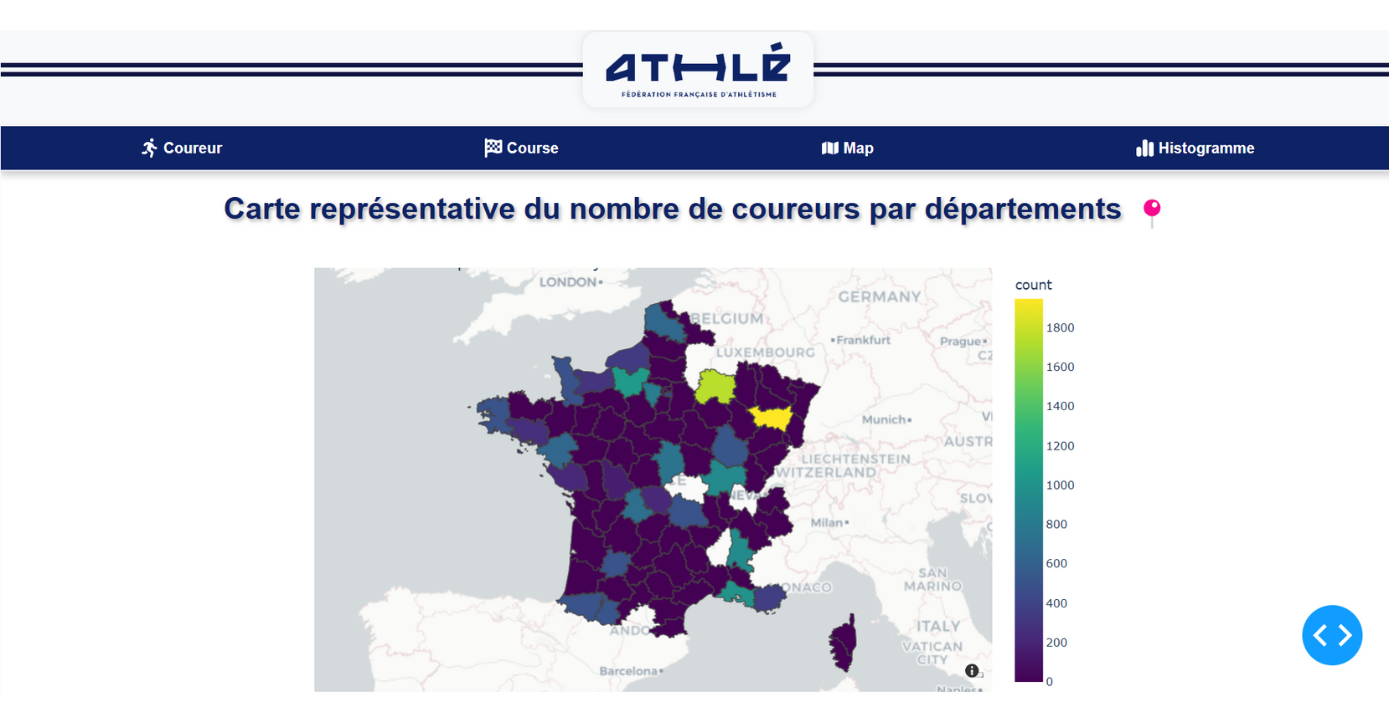 ATHLÉ
FÉDÉRATION FRANÇAISE D'ATHLÉTISME
Coureur
Course
Map
Histogramme
Carte représentative du nombre de coureurs par départements
LONDON
GERMANY
BELGIUM
Frankfurt
Prague
CZ
LUXEMBOURG
Munich
AUSTR
LIECHTENSTEIN
SLOV
Milan
SAN
MARINO
MONACO
ITALY
ANDO
VATICAN
CITY
Barcelona
Naples
count
1800
1600
1400
1200
1000
800
600
400
200
0